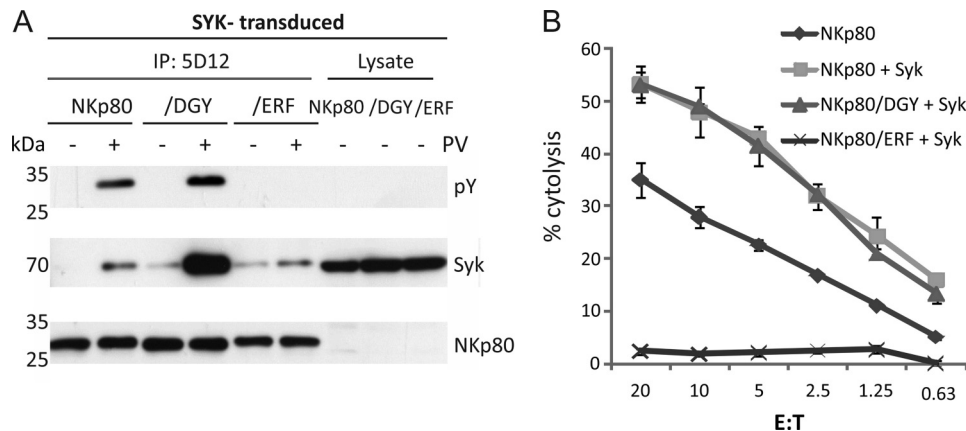 A
SYK- transduced
IP: 5D12
Lysate
NKp80 /DGY /ERF NKp80 /DGY /ERF
kDa - + - + - + - - - PV
35
25
pY
70
Syk
35
25
NKp80
B
60
50
40
30
20
10
0
% cytolysis
NKp80
NKp80 + Syk
NKp80/DGY + Syk
NKp80/ERF + Syk
20 10 5 2.5 1.25 0.63
E:T